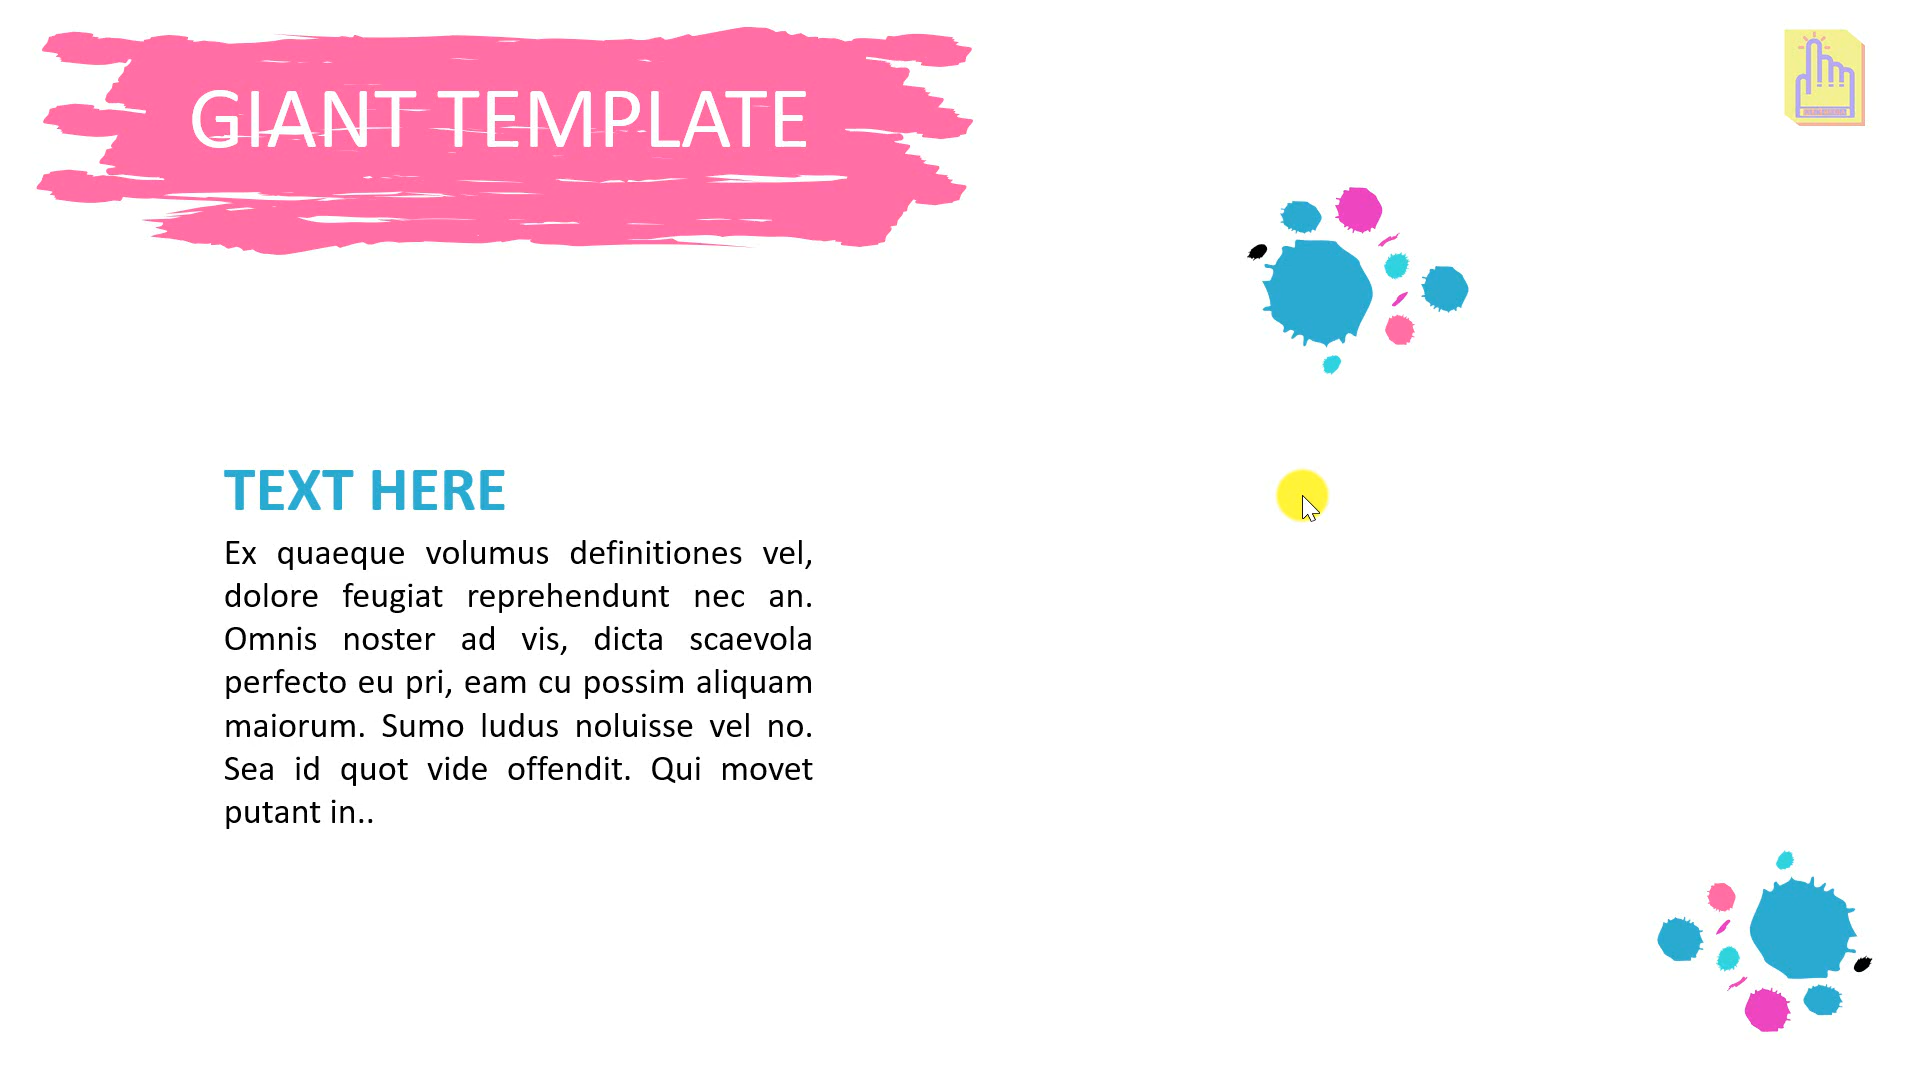 GIANT TEMPLATE
TEXT HERE
Ex quaeque volumus definitiones vel,
dolore feugiat reprehendunt nec an.
Omnis noster ad vis, dicta scaevola
perfecto eu pri, eam cu possim aliquam
maiorum. Sumo ludus noluisse vel no.
Sea id quot vide offendit. Qui movet
putant in..